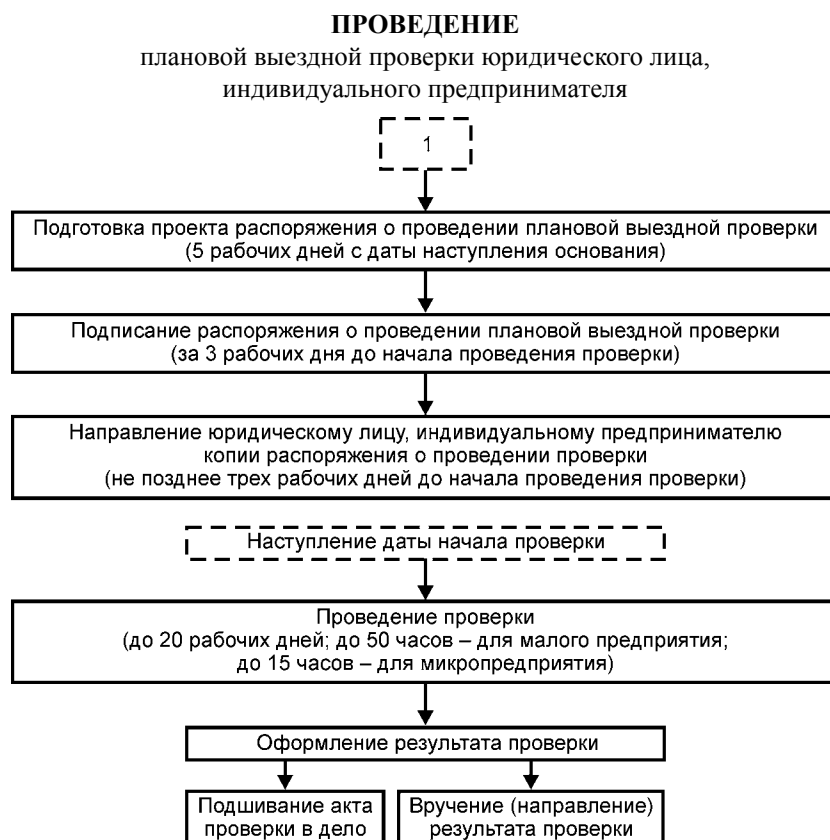 ПРОВЕДЕНИЕ
плановой выездной проверки юридического лица,
индивидуального предпринимателя
1
Подготовка проекта распоряжения о проведении плановой выездной проверки
(5 рабочих дней с даты наступления основания)
Подписание распоряжения о проведении плановой выездной проверки
(за 3 рабочих дня до начала проведения проверки)
Направление юридическому лицу, индивидуальному предпринимателю
копии распоряжения о проведении проверки
(не позднее трех рабочих дней до начала проведения проверки)
Наступление даты начала проверки
Проведение проверки
(до 20 рабочих дней; до 50 часов – для малого предприятия;
до 15 часов – для микропредприятия)
Оформление результата проверки
Подшивание акта
проверки в дело
Вручение (направление)
результата проверки